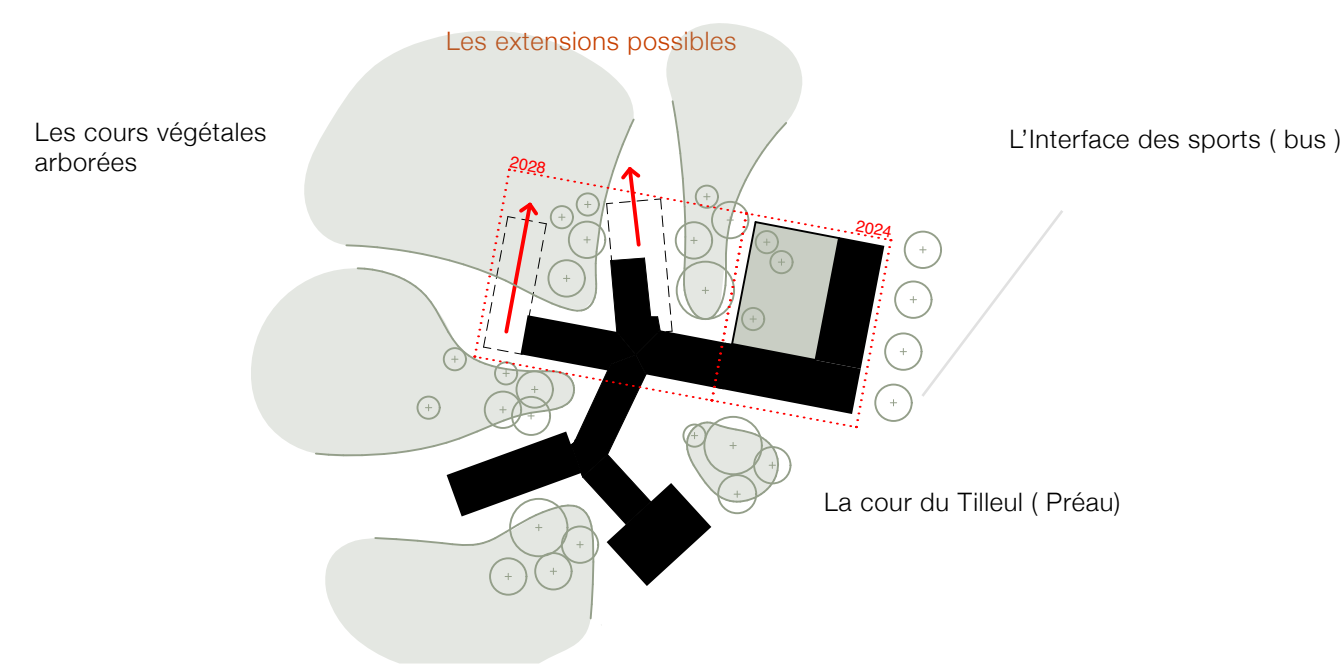 Les extensions possibles
Les cours végétales
arborées
L’Interface des sports ( bus )
2028
2024
La cour du Tilleul ( Préau)